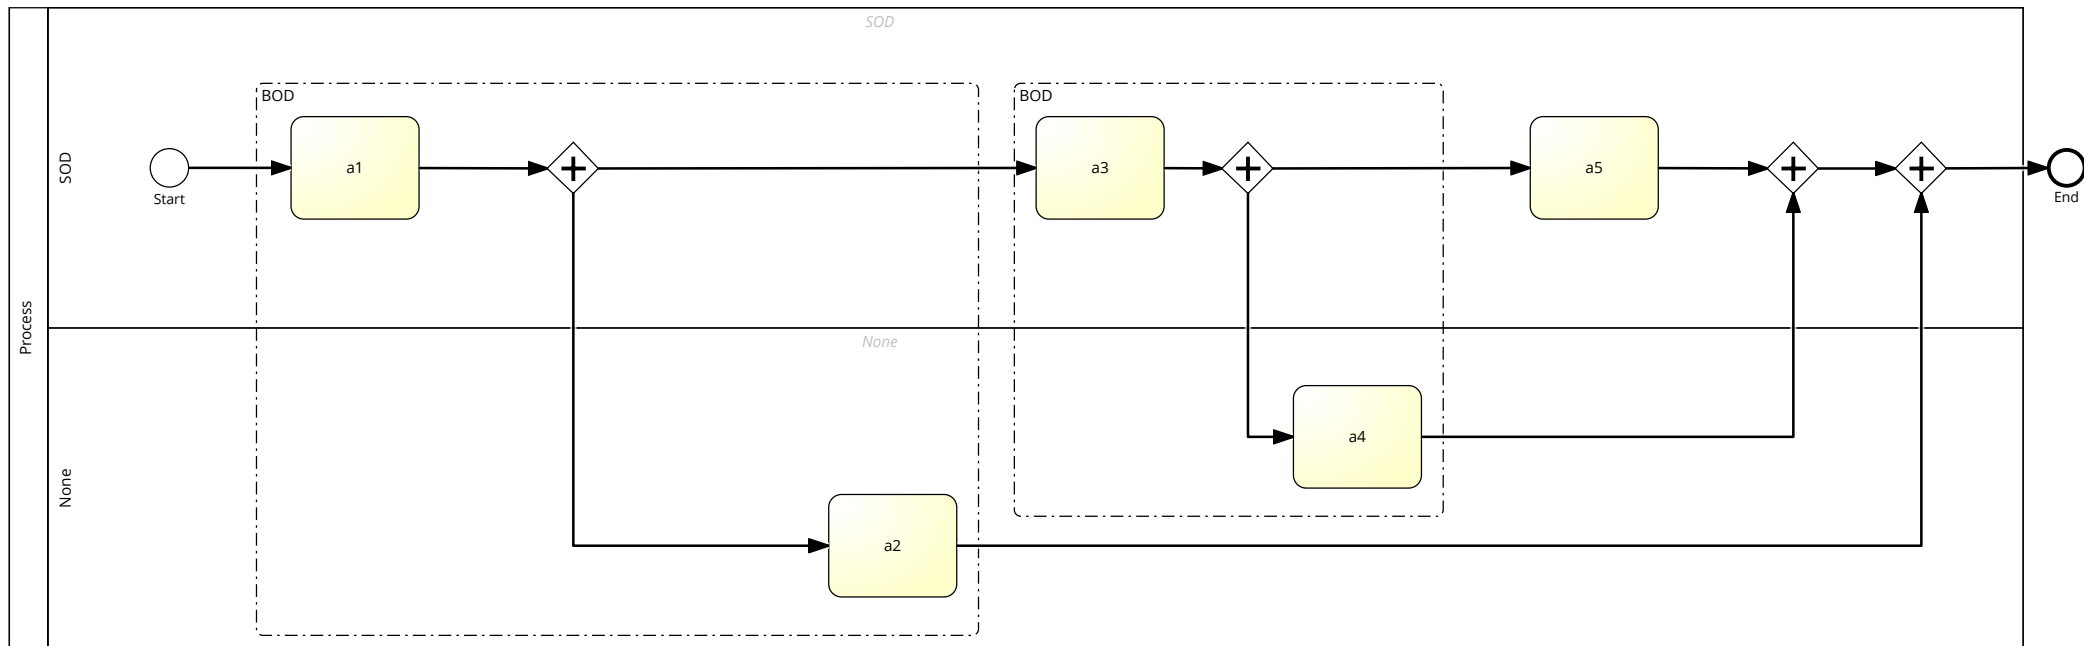 SOD
BOD
BOD
a1
a3
a5
SOD
Start
End
Process
None
a4
None
a2